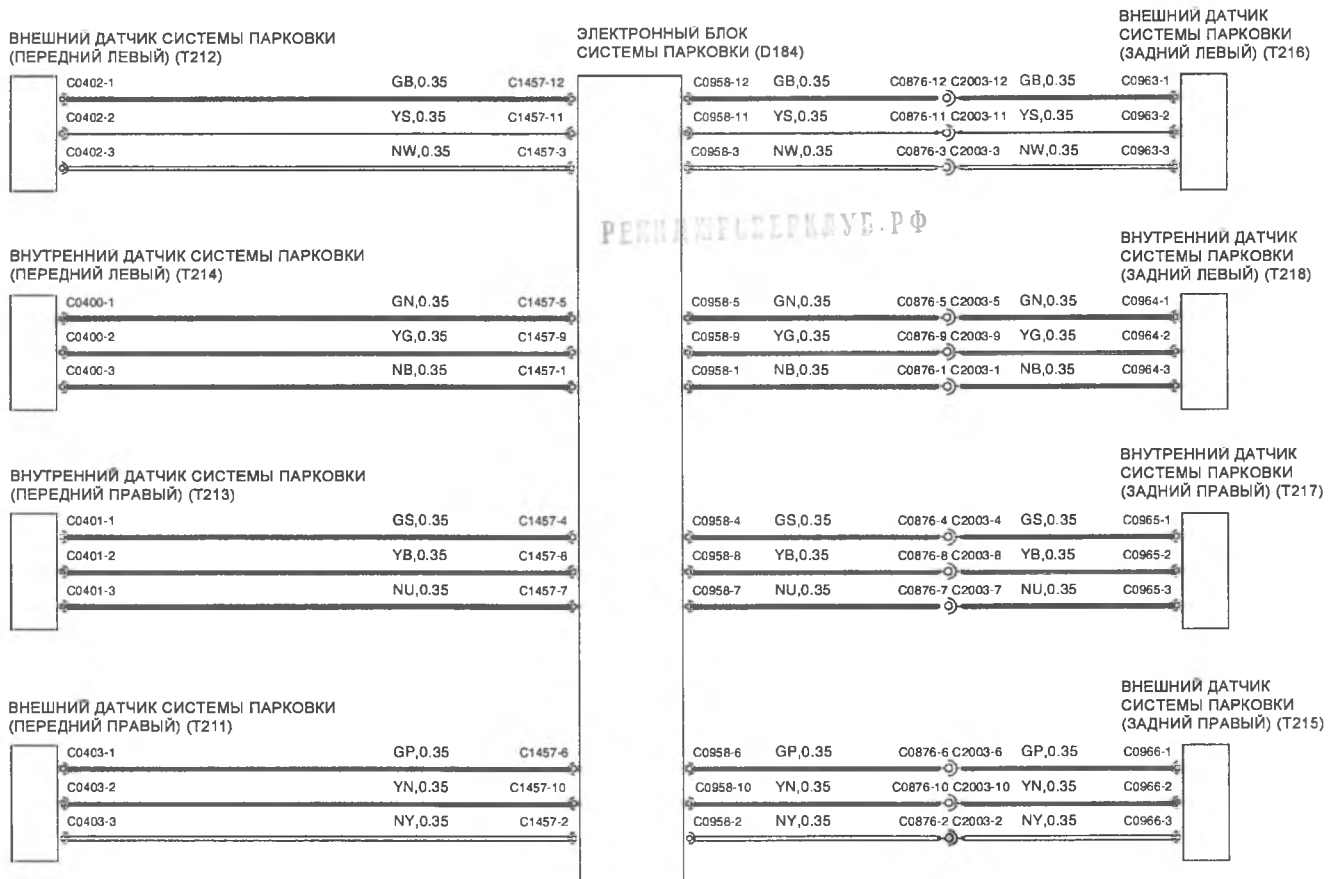 ВНЕШНИЙ ДАТЧИК СИСТЕМЫ ПАРКОВКИ
(ПЕРЕДНИЙ ЛЕВЫЙ) (T212)
ЭЛЕКТРОННЫЙ БЛОК
СИСТЕМЫ ПАРКОВКИ (D184)
ВНЕШНИЙ ДАТЧИК
СИСТЕМЫ ПАРКОВКИ
(ЗАДНИЙ ЛЕВЫЙ) (T216)
C0402-1 GB,0.35 C1457-12 C0958-12 GB,0.35 C0876-12 C2003-12 GB,0.35 C0963-1
C0402-2 YS,0.35 C1457-11 C0958-11 YS,0.35 C0876-11 C2003-11 YS,0.35 C0963-2
C0402-3 NW,0.35 C1457-3 C0958-3 NW,0.35 C0876-3 C2003-3 NW,0.35 C0963-3
ВНУТРЕННИЙ ДАТЧИК СИСТЕМЫ ПАРКОВКИ
(ПЕРЕДНИЙ ЛЕВЫЙ) (T214)
ВНУТРЕННИЙ ДАТЧИК
СИСТЕМЫ ПАРКОВКИ
(ЗАДНИЙ ЛЕВЫЙ) (T218)
C0400-1 GN,0.35 C1457-5 C0958-5 GN,0.35 C0876-5 C2003-5 GN,0.35 C0964-1
C0400-2 YG,0.35 C1457-9 C0958-9 YG,0.35 C0876-9 C2003-9 YG,0.35 C0964-2
C0400-3 NB,0.35 C1457-1 C0958-1 NB,0.35 C0876-1 C2003-1 NB,0.35 C0964-3
ВНУТРЕННИЙ ДАТЧИК СИСТЕМЫ ПАРКОВКИ
(ПЕРЕДНИЙ ПРАВЫЙ) (T213)
ВНУТРЕННИЙ ДАТЧИК
СИСТЕМЫ ПАРКОВКИ
(ЗАДНИЙ ПРАВЫЙ) (T217)
C0401-1 GS,0.35 C1457-4 C0958-4 GS,0.35 C0876-4 C2003-4 GS,0.35 C0965-1
C0401-2 YB,0.35 C1457-8 C0958-8 YB,0.35 C0876-8 C2003-8 YB,0.35 C0965-2
C0401-3 NU,0.35 C1457-7 C0958-7 NU,0.35 C0876-7 C2003-7 NU,0.35 C0965-3
ВНЕШНИЙ ДАТЧИК СИСТЕМЫ ПАРКОВКИ
(ПЕРЕДНИЙ ПРАВЫЙ) (T211)
ВНЕШНИЙ ДАТЧИК
СИСТЕМЫ ПАРКОВКИ
(ЗАДНИЙ ПРАВЫЙ) (T215)
C0403-1 GP,0.35 C1457-6 C0958-6 GP,0.35 C0876-6 C2003-6 GP,0.35 C0966-1
C0403-2 YN,0.35 C1457-10 C0958-10 YN,0.35 C0876-10 C2003-10 YN,0.35 C0966-2
C0403-3 NY,0.35 C1457-2 C0958-2 NY,0.35 C0876-2 C2003-2 NY,0.35 C0966-3